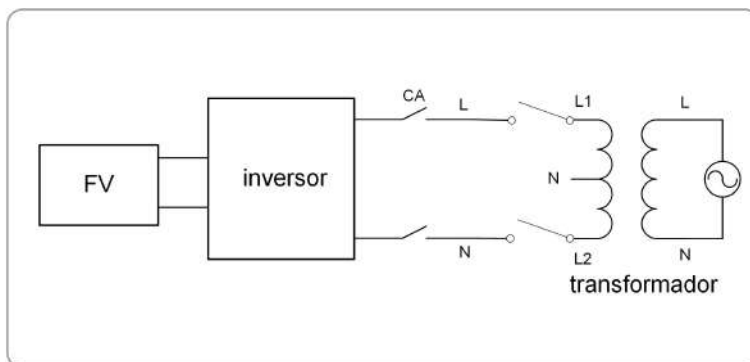 CA
L
L1
L
FV
inversor
N
N
L2
N
transformador